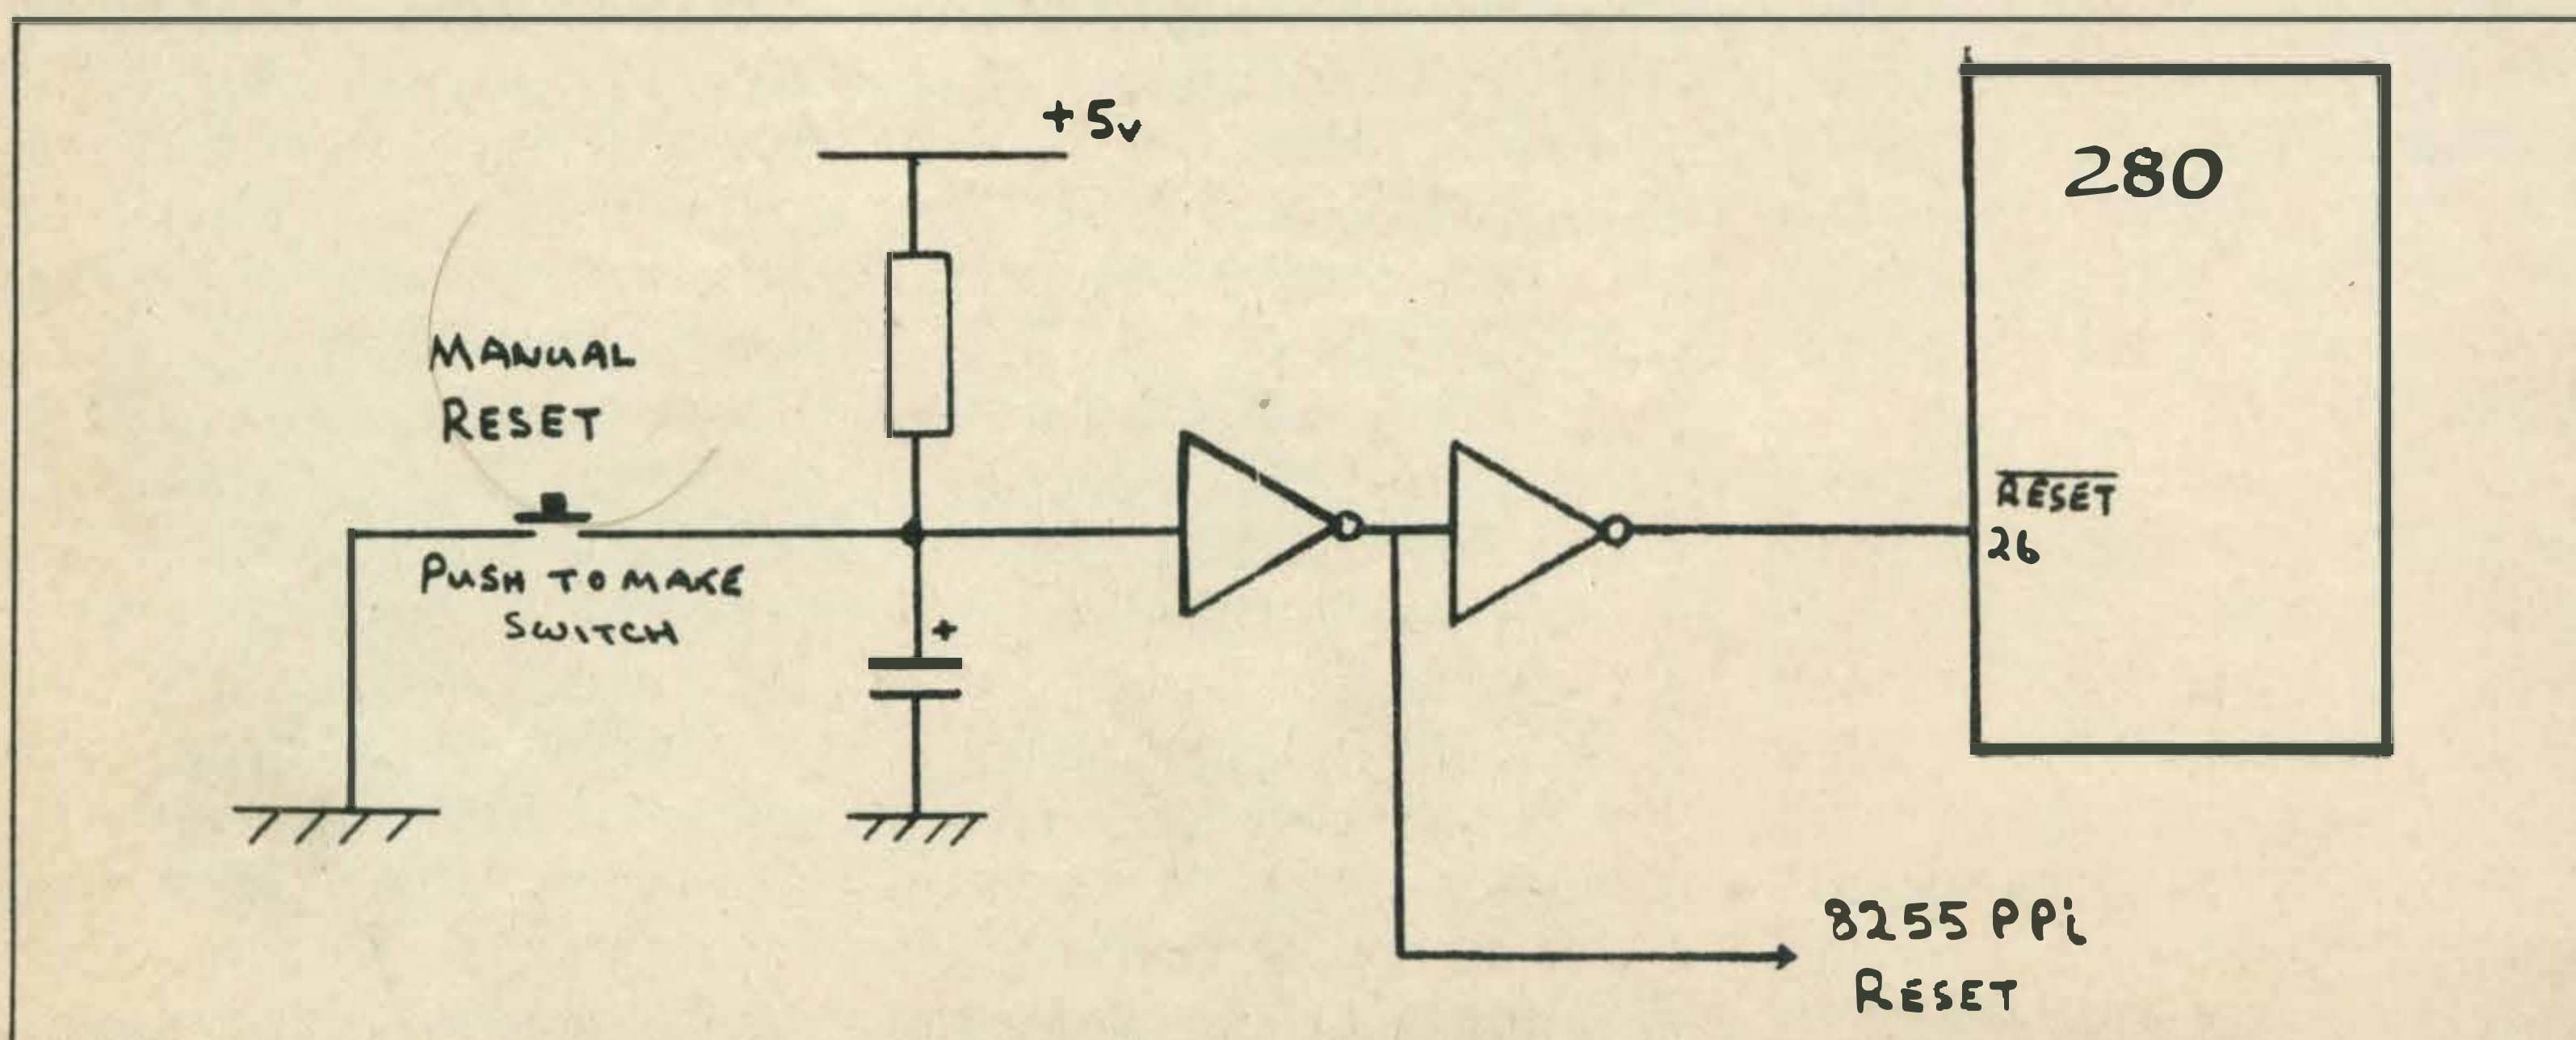 +5v
280
MANUAL
RESET
RESET
26
PUSH TO MAKE
SWITCH
+
8255 PPi
RESET